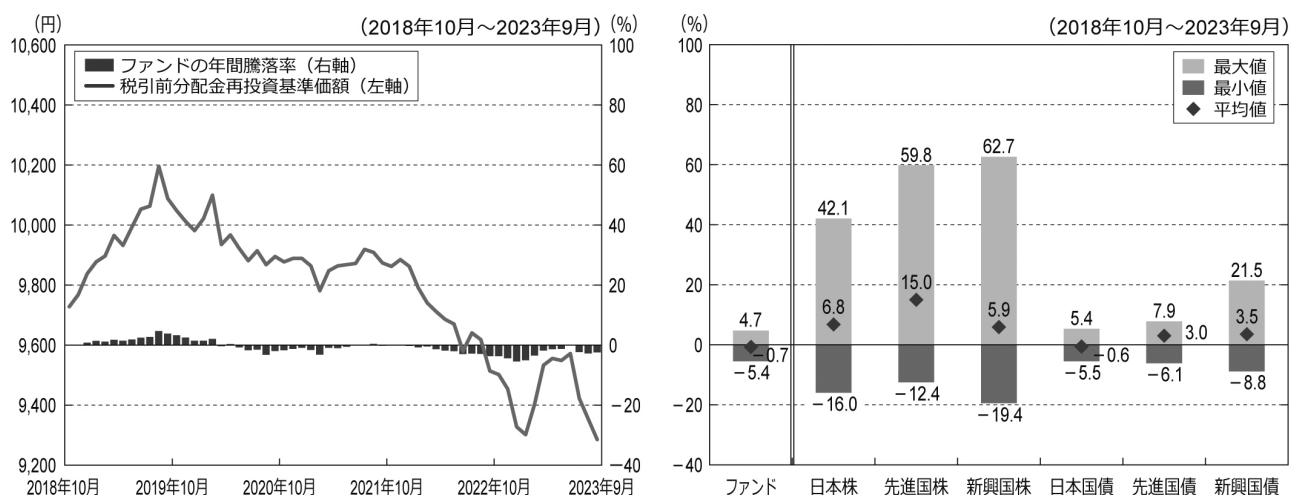 (円)
(2018年10月～2023年9月)
(%)
10,600
10,400
10,200
10,000
9,800
9,600
9,400
9,200
100
80
60
40
20
0
−20
−40
ファンドの年間騰落率（右軸）
税引前分配金再投資基準価額（左軸）
2018年10月
2019年10月
2020年10月
2021年10月
2022年10月
2023年9月
(%)
(2018年10月～2023年9月)
100
80
60
40
20
0
−20
−40
最大値
最小値
平均値
4.7
−0.7
−5.4
42.1
6.8
−16.0
59.8
15.0
−12.4
62.7
5.9
−19.4
5.4
−0.6
−5.5
7.9
3.0
−6.1
21.5
3.5
−8.8
ファンド
日本株
先進国株
新興国株
日本国債
先進国債
新興国債